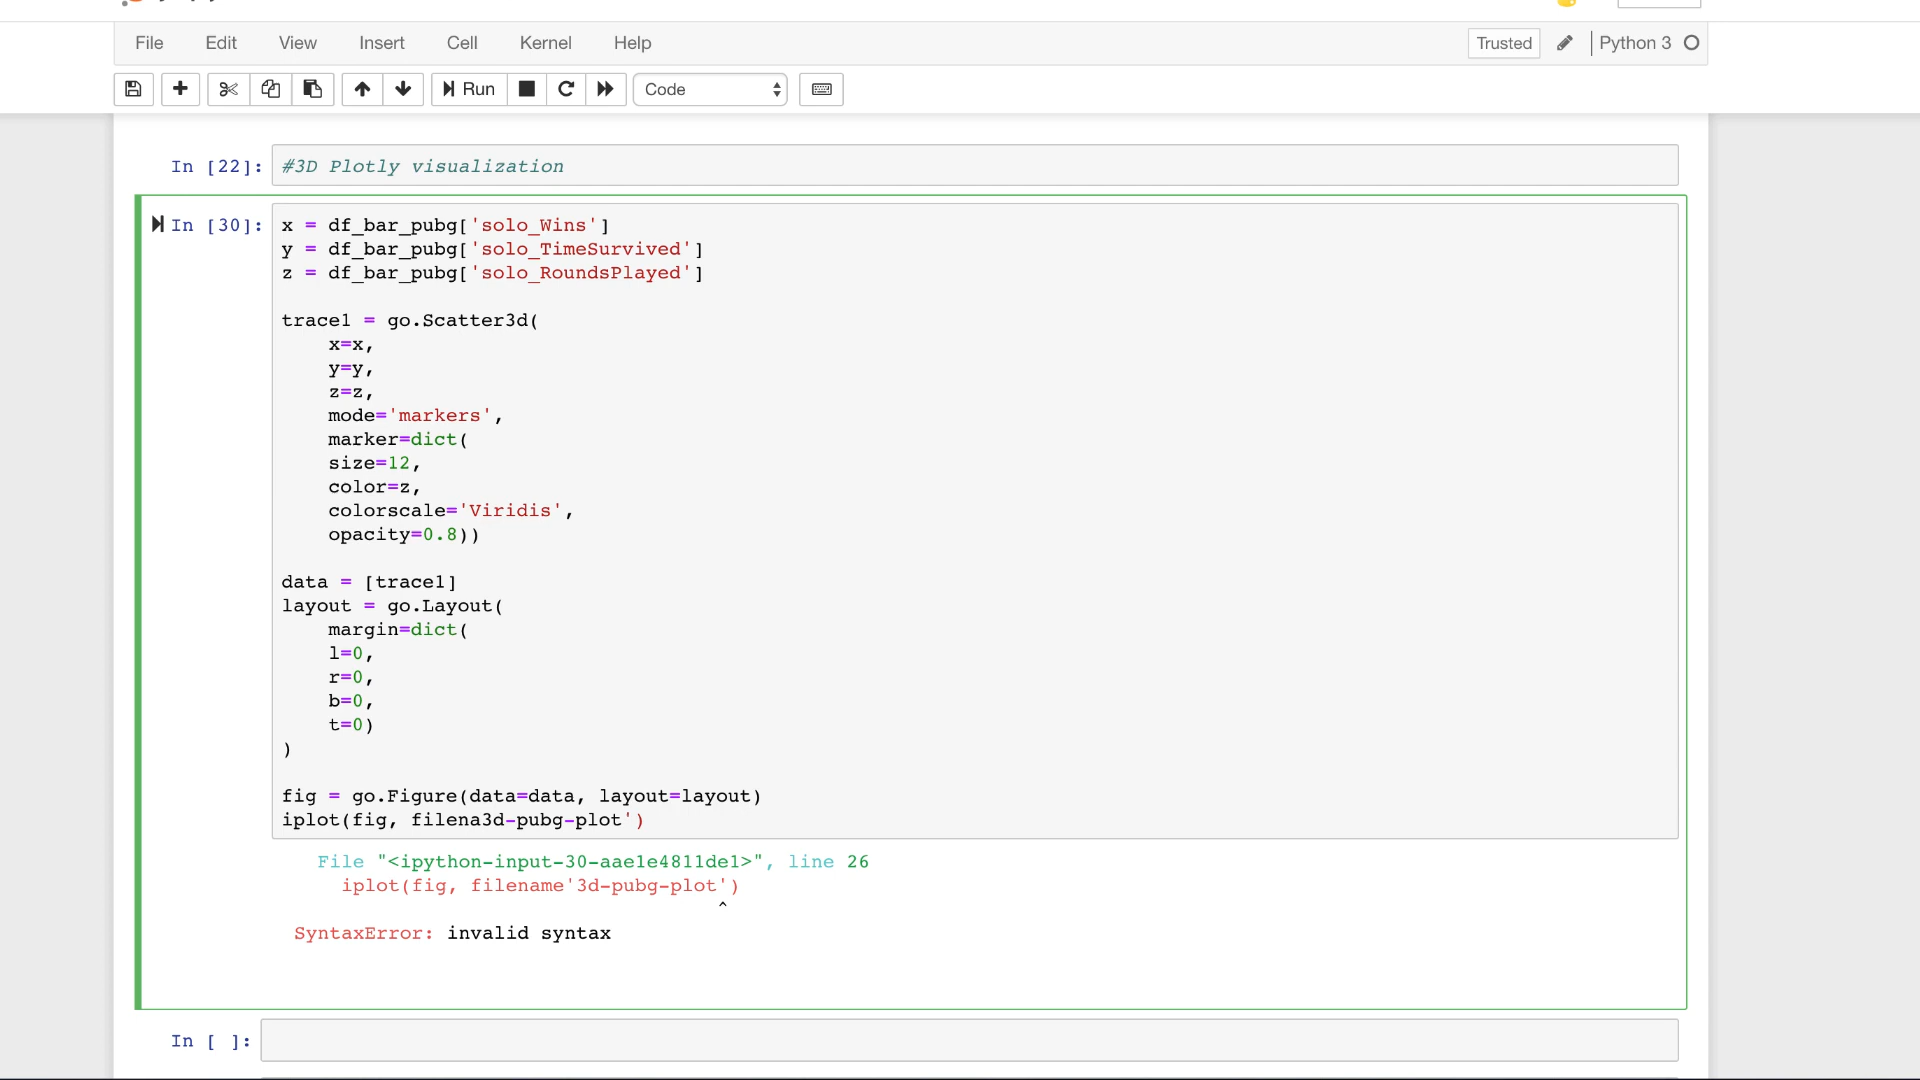 File Edit View Insert Cell Kernel Help Trusted Python 3
Run Code
In [22]: #3D Plotly visualization
In [30]: x = df_bar_pubg['solo_Wins']
y = df_bar_pubg['solo_TimeSurvived']
z = df_bar_pubg['solo_RoundsPlayed']
trace1 = go.Scatter3d(
x=x,
y=y,
z=z,
mode='markers',
marker=dict(
size=12,
color=z,
colorscale='Viridis',
opacity=0.8))
data = [trace1]
layout = go.Layout(
margin=dict(
l=0,
r=0,
b=0,
t=0)
)
fig = go.Figure(data=data, layout=layout)
iplot(fig, filena3d-pubg-plot')
File "<ipython-input-30-aae1e4811de1>", line 26
iplot(fig, filename'3d-pubg-plot')
^
SyntaxError: invalid syntax
In [ ]: